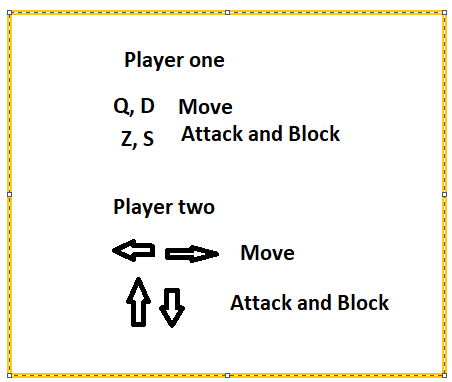 Player one
Q, D Move
Z, S Attack and Block
Player two
Move
Attack and Block